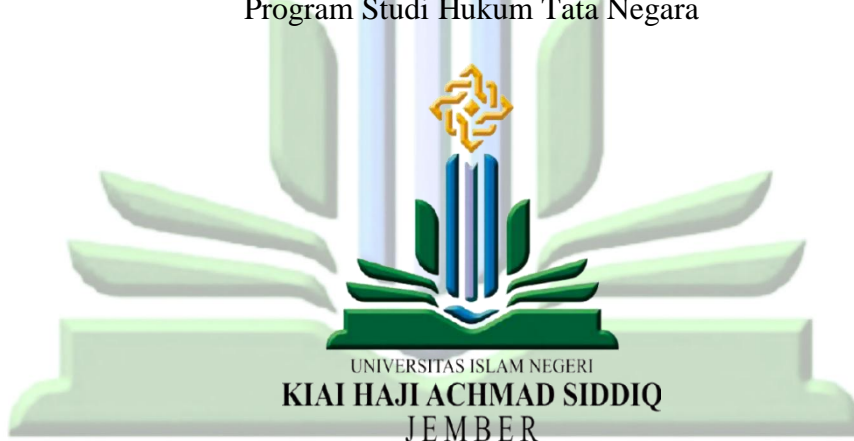 Program Studi Hukum Tata Negara
UNIVERSITAS ISLAM NEGERI
KIAI HAJI ACHMAD SIDDIQ
JEMBER